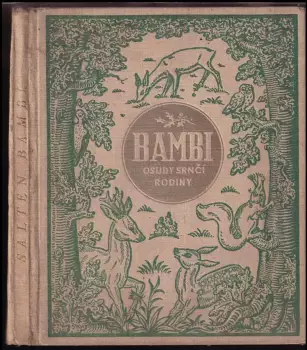 SALTEN BAMBI
BAMBI
OSUDY SRNČÍ
RODINY